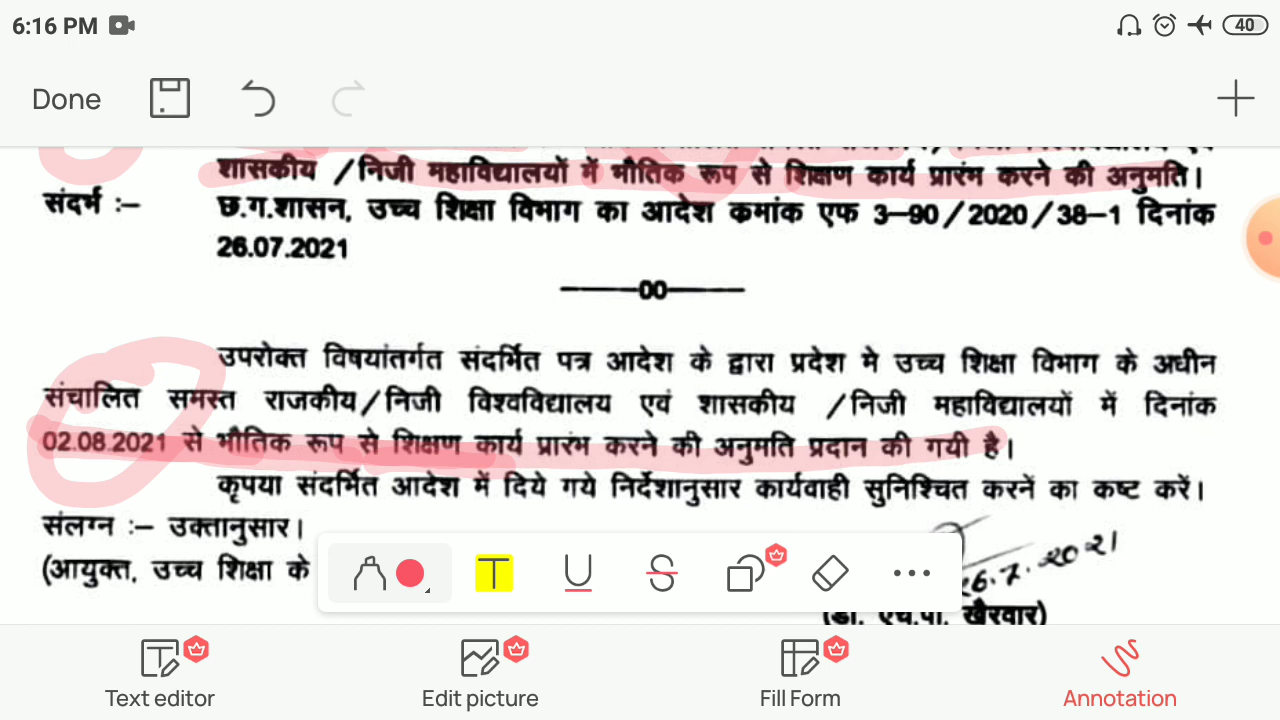 6:16 PM 40
Done
शासकीय /निजी महाविद्यालयों में भौतिक रूप से शिक्षण कार्य प्रारंभ करने की अनुमति।
संदर्भ :– छ.ग.शासन, उच्च शिक्षा विभाग का आदेश कमांक एफ 3–90/2020/38–1 दिनांक
26.07.2021
——00——
उपरोक्त विषयांतर्गत संदर्भित पत्र आदेश के द्वारा प्रदेश मे उच्च शिक्षा विभाग के अधीन
संचालित समस्त राजकीय/निजी विश्वविद्यालय एवं शासकीय /निजी महाविद्यालयों में दिनांक
02.08.2021 से भौतिक रूप से शिक्षण कार्य प्रारंभ करने की अनुमति प्रदान की गयी है।
कृपया संदर्भित आदेश में दिये गये निर्देशानुसार कार्यवाही सुनिश्चित करनें का कष्ट करें।
संलग्न :– उक्तानुसार।
(आयुक्त, उच्च शिक्षा के
26.7.2021
(डॉ. एच.पी. खैरवार)
T U S
Text editor Edit picture Fill Form Annotation